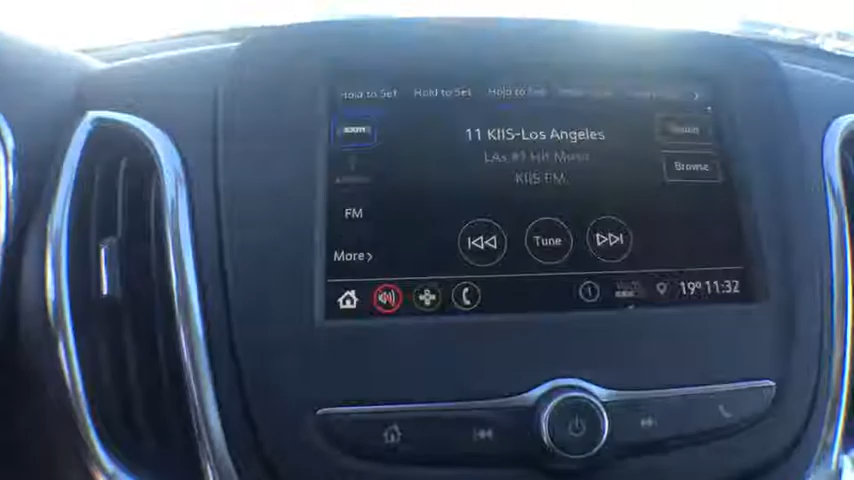 Hold to Set Hold to Set Hold to Set
11 KIIS-Los Angeles
LAs #1 Hit Music
KIIS FM
Browse
FM
Tune
More
19° 11:32